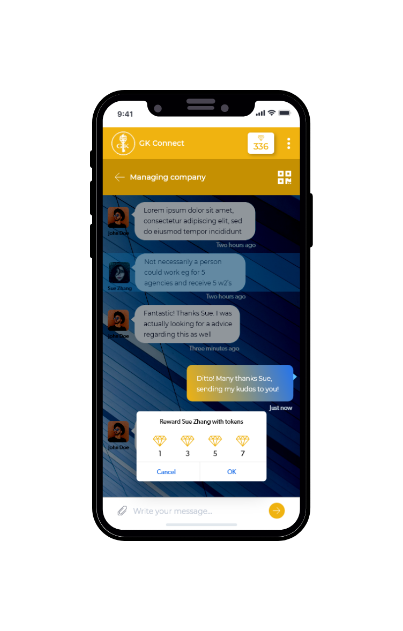 9:41
GK Connect
336
Managing company
Lorem ipsum dolor sit amet,
consectetur adipiscing elit, sed
do eiusmod tempor incididunt
John Doe
Two hours ago
Not necessarily a person
could work eg for 5
agencies and receive 5 w2's
Sue Zhang
Two hours ago
Fantastic! Thanks Sue. I was
actually looking for a advice
regarding this as well
John Doe
Three minutes ago
Ditto! Many thanks Sue,
sending my kudos to you!
Just now
Reward Sue Zhang with tokens
1 3 5 7
John Doe
Cancel OK
Write your message...